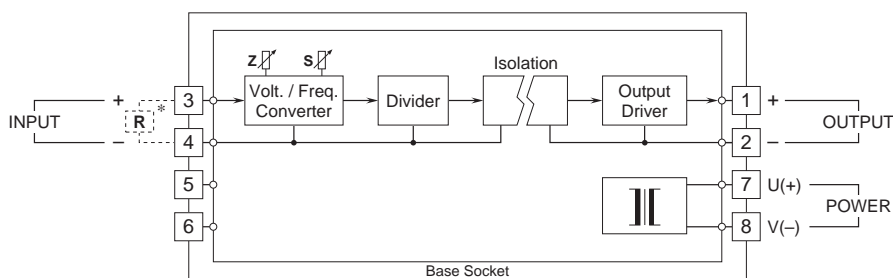 Z
S
Isolation
3
+
*
R
INPUT
–
4
Volt. / Freq.
Converter
Divider
Output
Driver
1
+
OUTPUT
2
–
5
6
7
U(+)
POWER
8
V(–)
Base Socket